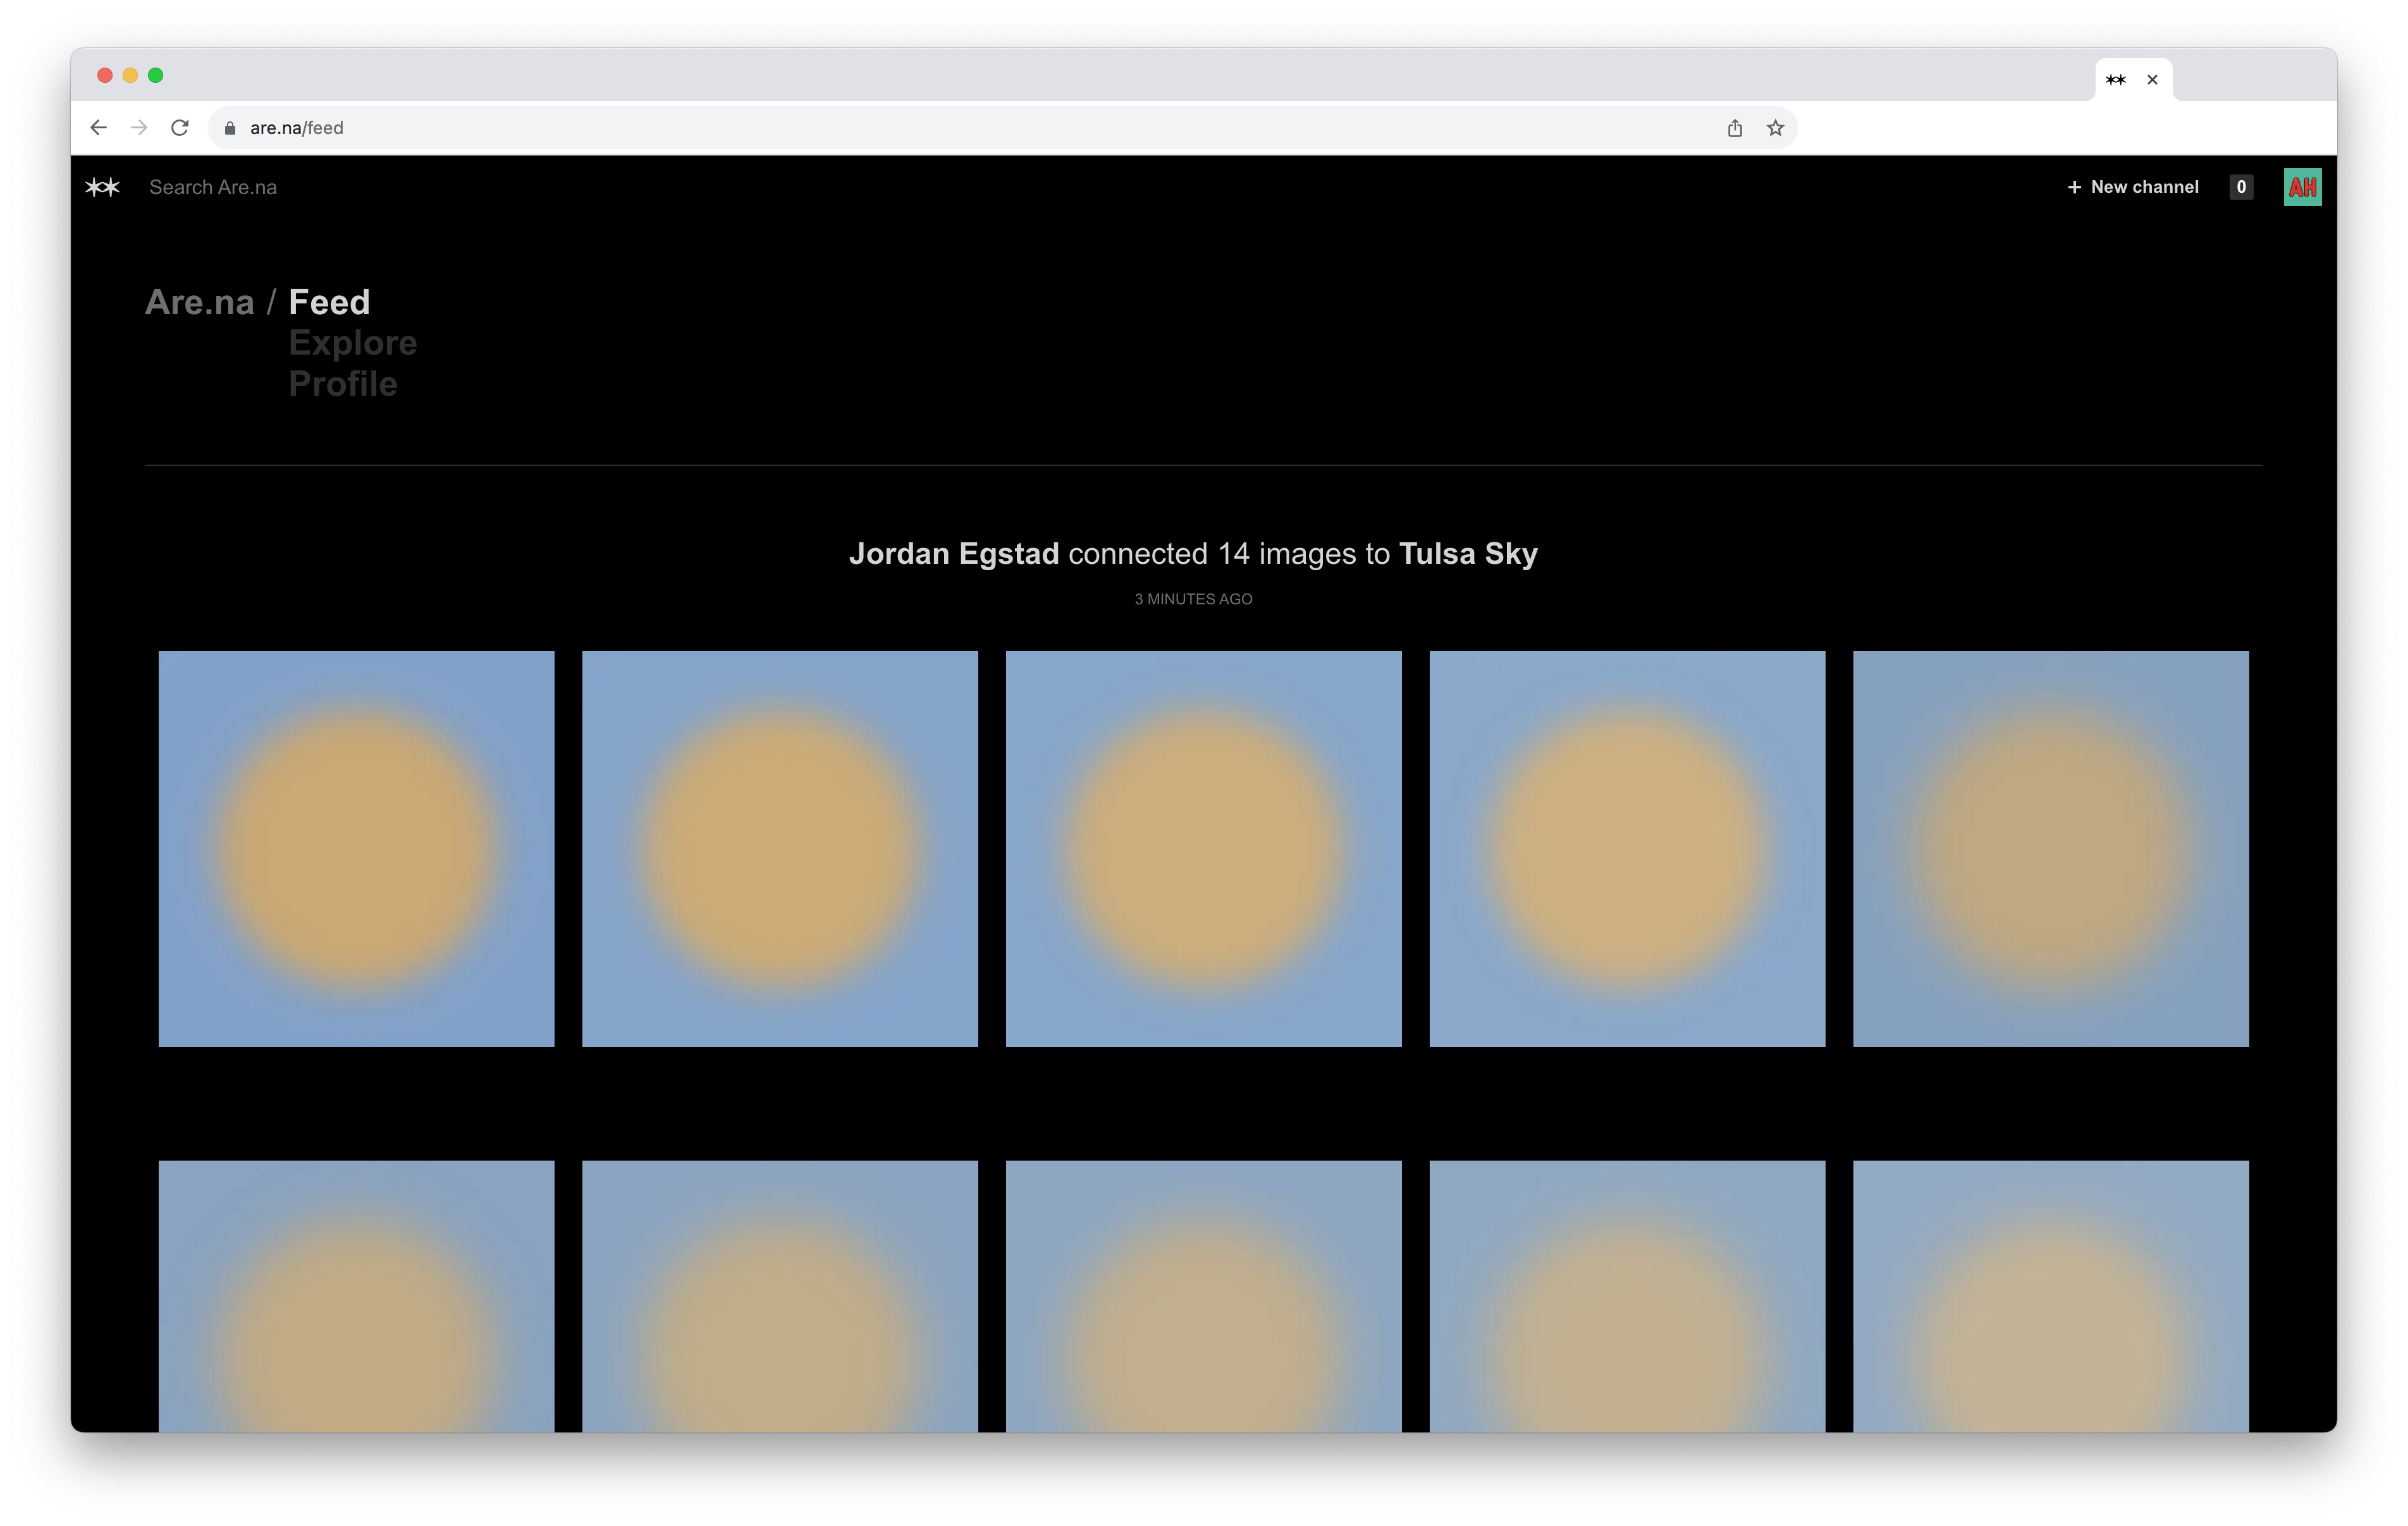 are.na/feed
Search Are.na
+ New channel
0
AH
Are.na / Feed
Explore
Profile
Jordan Egstad connected 14 images to Tulsa Sky
3 MINUTES AGO